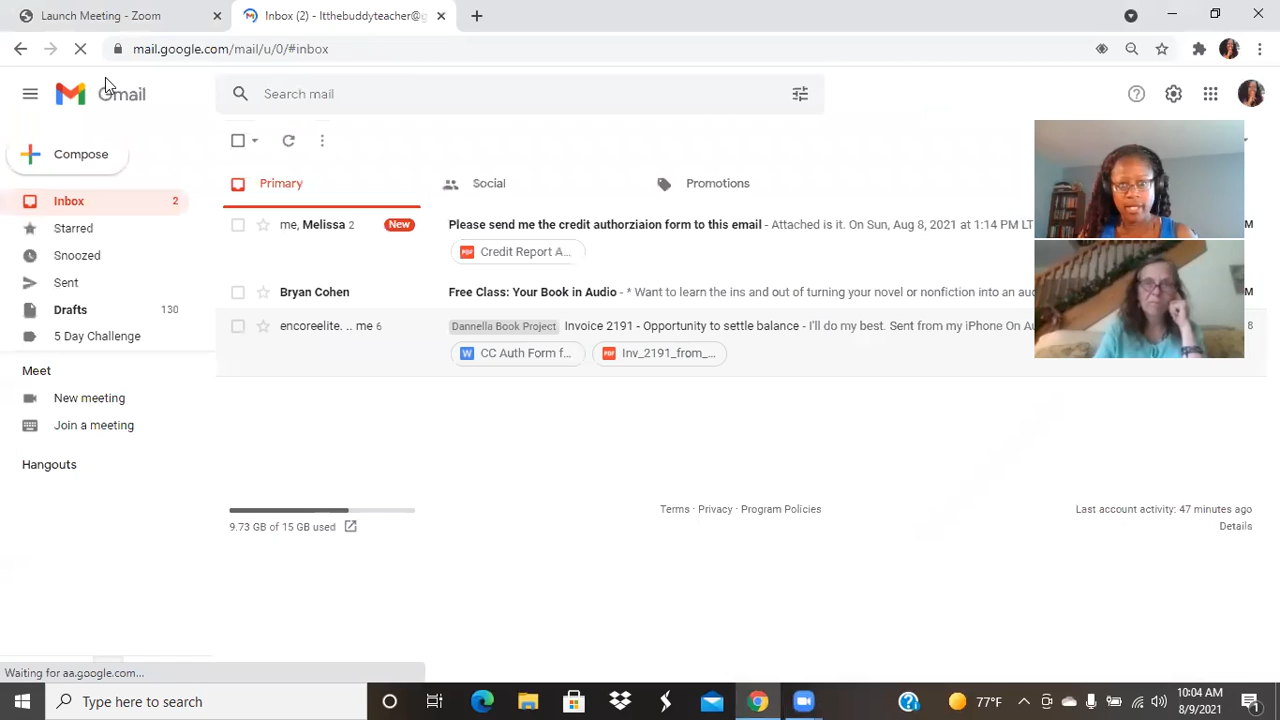 Launch Meeting - Zoom
Inbox (2) - Itthebuddyteacher@g
mail.google.com/mail/u/0/#inbox
Gmail
Search mail
Compose
Primary
Social
Promotions
Inbox 2
me, Melissa 2 New Please send me the credit authorziaion form to this email - Attached is it. On Sun, Aug 8, 2021 at 1:14 PM LT M
Starred
Credit Report A...
Snoozed
Sent
Bryan Cohen Free Class: Your Book in Audio - * Want to learn the ins and out of turning your novel or nonfiction into an M
Drafts 130
encoreelite. .. me 6 Dannella Book Project Invoice 2191 - Opportunity to settle balance - I'll do my best. Sent from my iPhone On 8
5 Day Challenge
CC Auth Form f... Inv_2191_from_...
Meet
New meeting
Join a meeting
Hangouts
9.73 GB of 15 GB used
Terms · Privacy · Program Policies
Last account activity: 47 minutes ago
Details
Waiting for aa.google.com...
Type here to search
77°F
10:04 AM
8/9/2021
1